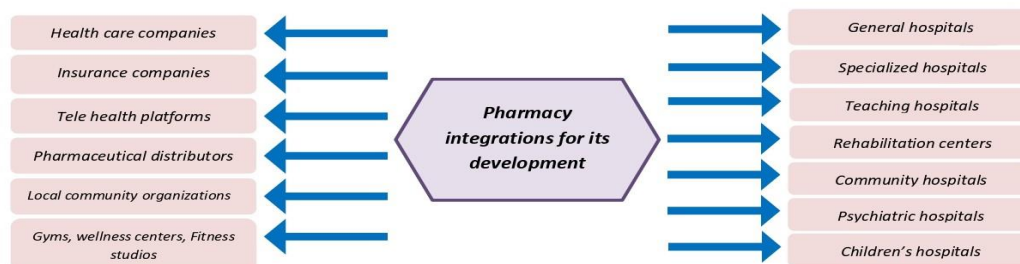 Health care companies
Insurance companies
Tele health platforms
Pharmaceutical distributors
Local community organizations
Gyms, wellness centers, Fitness
studios
Pharmacy
integrations for its
development
General hospitals
Specialized hospitals
Teaching hospitals
Rehabilitation centers
Community hospitals
Psychiatric hospitals
Children's hospitals